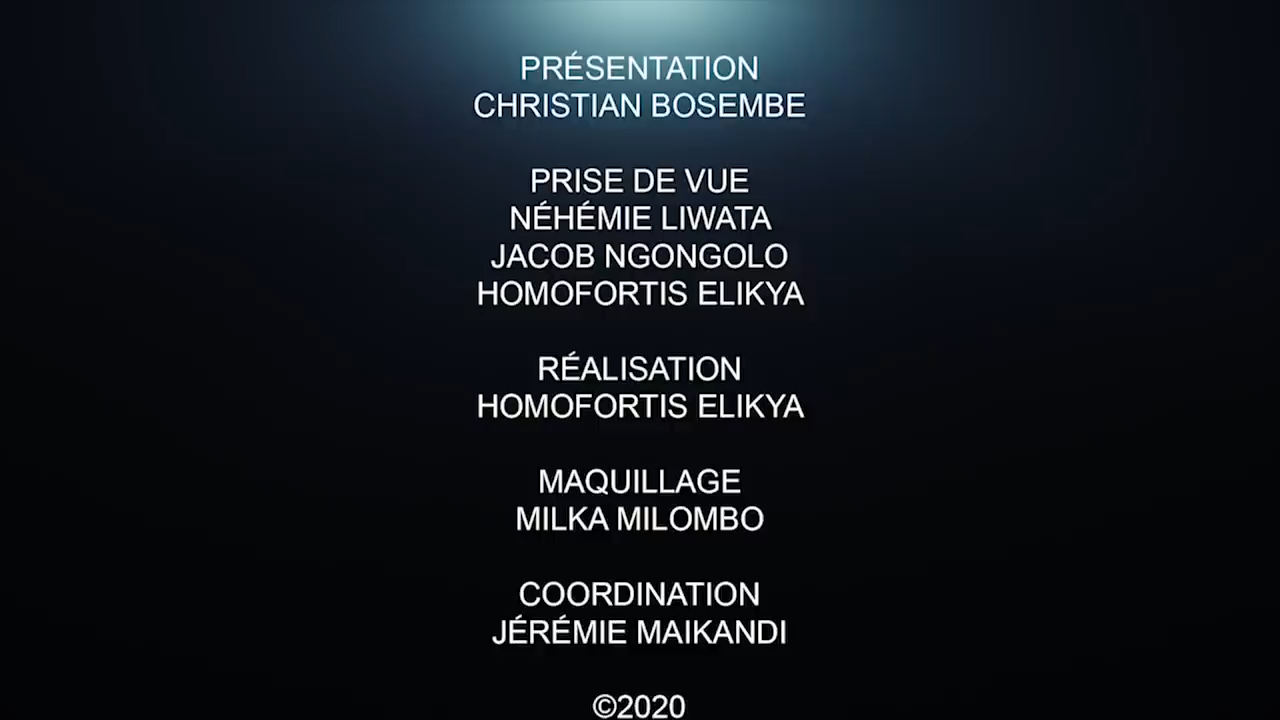 PRÉSENTATION
CHRISTIAN BOSEMBE
PRISE DE VUE
NÉHÉMIE LIWATA
JACOB NGONGOLO
HOMOFORTIS ELIKYA
RÉALISATION
HOMOFORTIS ELIKYA
MAQUILLAGE
MILKA MILOMBO
COORDINATION
JÉRÉMIE MAIKANDI
©2020